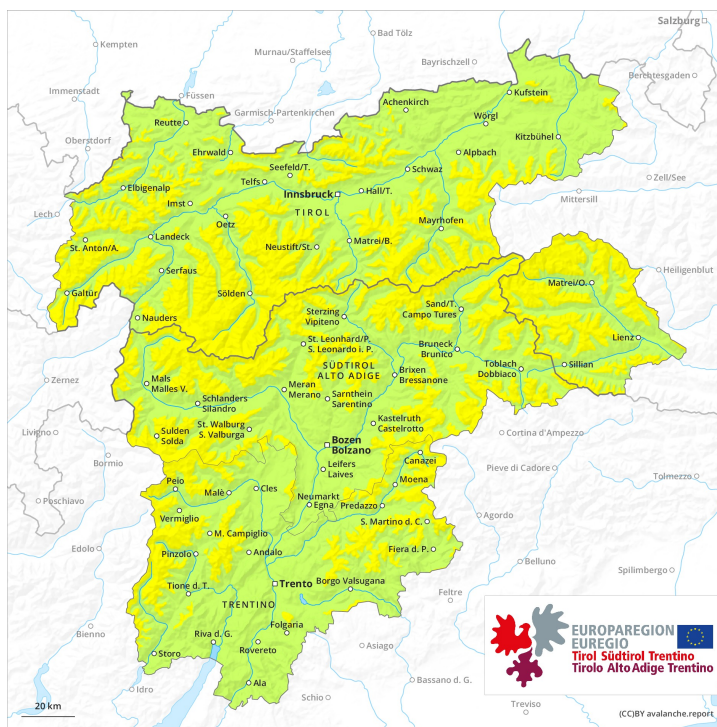 Salzburg
Bad Tölz
Kempten
Murnau/Staffelsee
Bayrischzell
Berchtesgaden
Immenstadt
Füssen
Kufstein
Achenkirch
Garmisch-Partenkirchen
Wörgl
Reutte
Oberstdorf
Kitzbühel
Ehrwald
Alpbach
Seefeld/T.
Schwaz
Zell/See
Telfs
Elbigenalp
Innsbruck
Hall/T.
Mittersill
Imst
TIROL
Lech
Oetz
Mayrhofen
St. Anton/A.
Landeck
Neustift/St.
Matrei/B.
Serfaus
Heiligenblut
Matrei/O.
Galtür
Sölden
Sand/T.
Campo Tures
Nauders
Sterzing
Vipiteno
Lienz
St. Leonhard/P.
S. Leonardo i. P.
Bruneck
Brunico
Toblach
Dobbiaco
Sillian
SÜDTIROL
ALTO ADIGE
Brixen
Bressanone
Zernez
Mals
Malles V.
Meran
Merano
Schlanders
Silandro
Sarnthein
Sarentino
St. Walburg
S. Valburga
Kastelruth
Castelrotto
Livigno
Sulden
Solda
Cortina d'Ampezzo
Bozen
Bolzano
Bormio
Canazei
Leifers
Laives
Pieve di Cadore
Tolmezzo
Peio
Malè
Cles
Moena
Poschiavo
Neumarkt
Egna
Predazzo
Vermiglio
Agordo
S. Martino d. C.
M. Campiglio
Edolo
Pinzolo
Andalo
Fiera d. P.
Belluno
Spilimbergo
Tione d. T.
Trento
Borgo Valsugana
Feltre
TRENTINO
Bienno
Folgaria
Riva d. G.
Rovereto
Storo
Asiago
Idro
Ala
Schio
Bassano d. G.
Treviso
EUROPAREGION
EUREGIO
Tirol Südtirol Trentino
Tirolo Alto Adige Trentino
20 km
(CC)BY avalanche.report